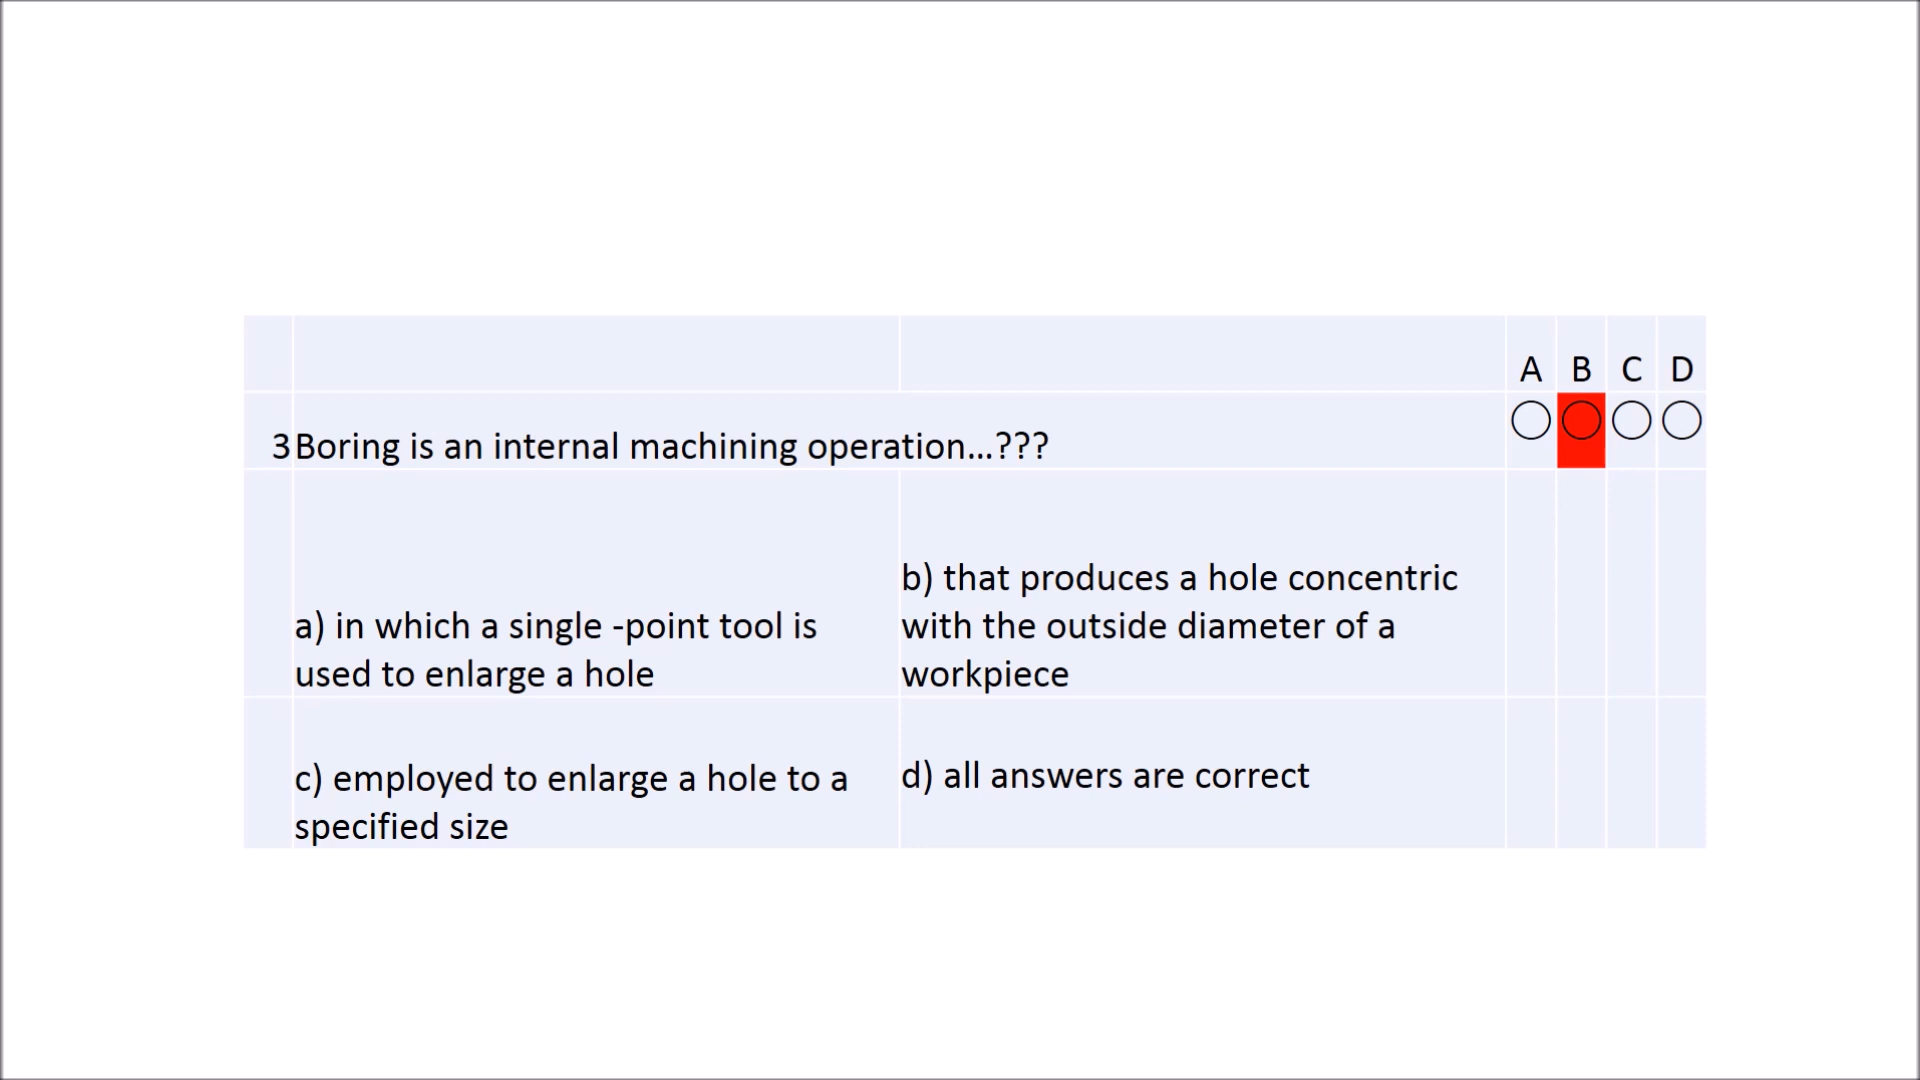 A B C D
3 Boring is an internal machining operation...???
a) in which a single -point tool is
used to enlarge a hole
b) that produces a hole concentric
with the outside diameter of a
workpiece
c) employed to enlarge a hole to a
specified size
d) all answers are correct